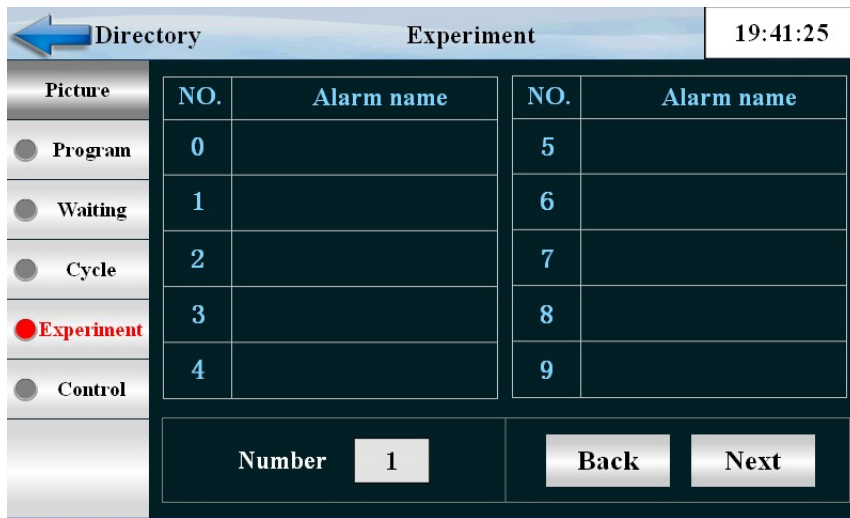 Directory Experiment 19:41:25
Picture
Program
Waiting
Cycle
Experiment
Control
NO. Alarm name NO. Alarm name
0 5
1 6
2 7
3 8
4 9
Number 1 Back Next